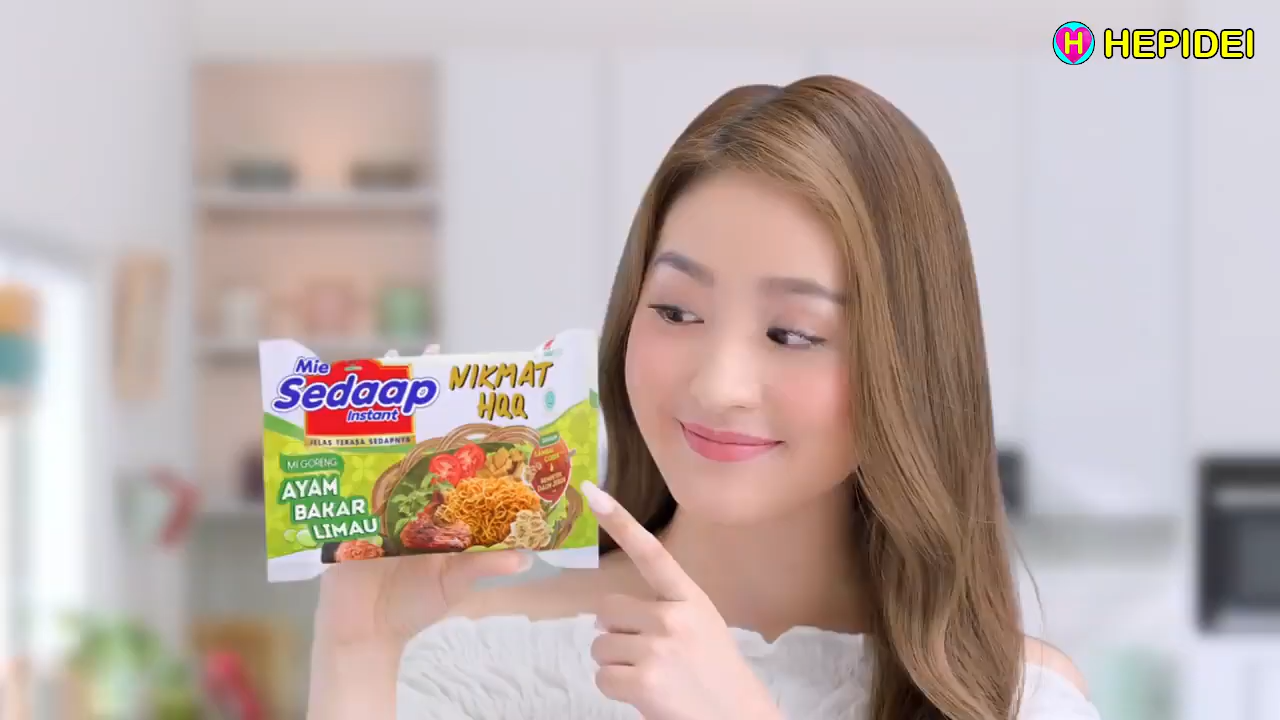 HEPIDEI
Mie
Sedaap
Instant
JELAS TERASA SEDAPNYA
NIKMAT
HQQ
MI GORENG
AYAM
BAKAR
LIMAU